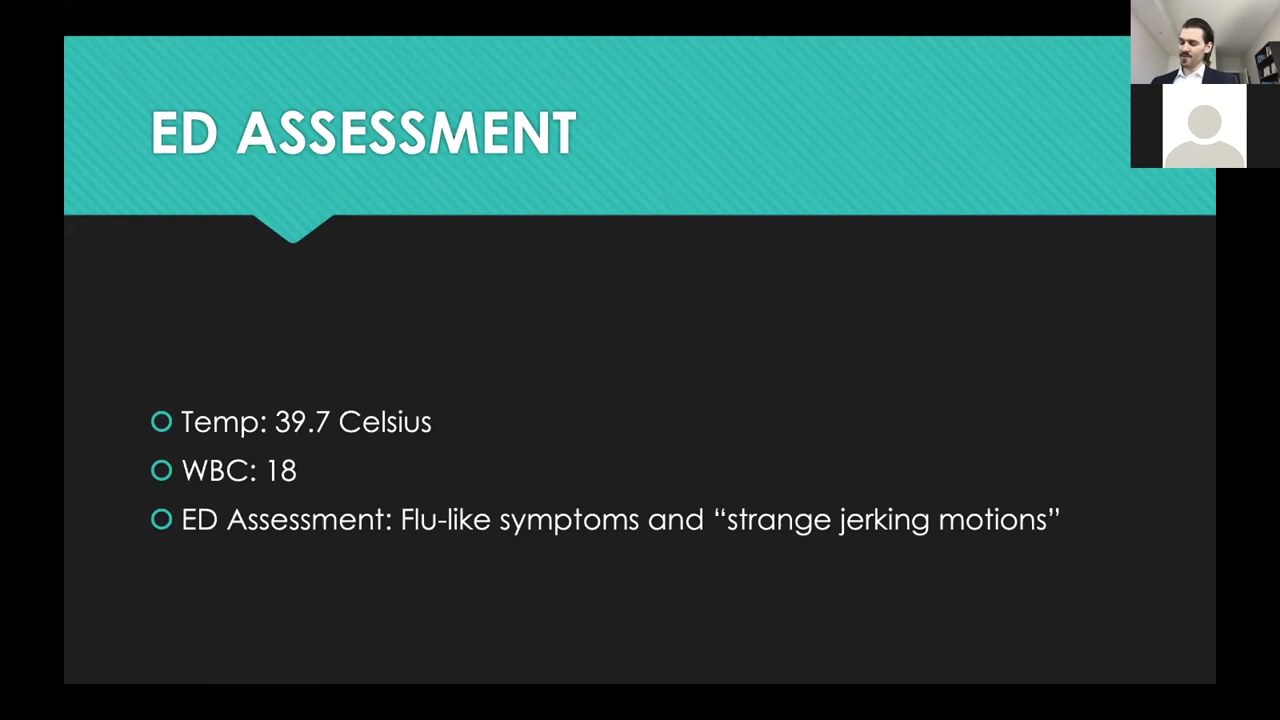 ED ASSESSMENT
Temp: 39.7 Celsius
WBC: 18
ED Assessment: Flu-like symptoms and “strange jerking motions”